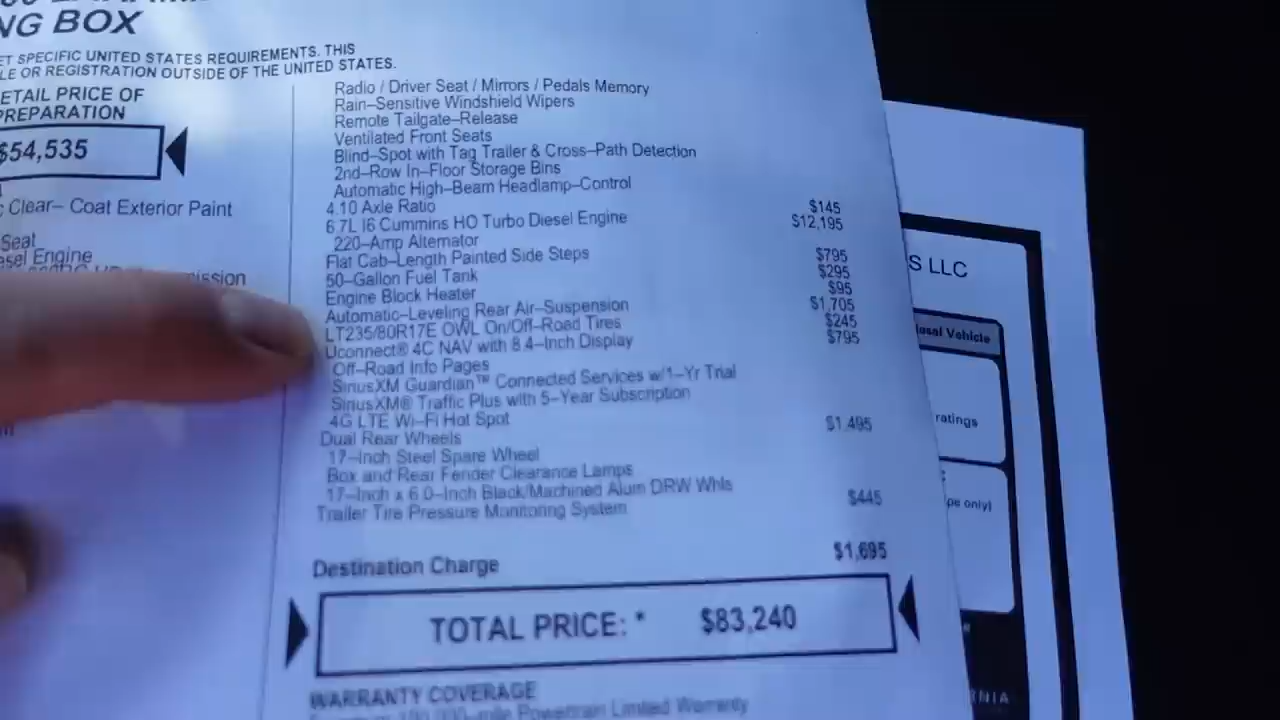 NG BOX
ET SPECIFIC UNITED STATES REQUIREMENTS. THIS
LE OR REGISTRATION OUTSIDE OF THE UNITED STATES.
ETAIL PRICE OF
PREPARATION
$54,535
Clear– Coat Exterior Paint
Seat
esel Engine
ission
Radio / Driver Seat / Mirrors / Pedals Memory
Rain–Sensitive Windshield Wipers
Remote Tailgate–Release
Ventilated Front Seats
Blind–Spot with Tag Trailer & Cross–Path Detection
2nd–Row In–Floor Storage Bins
Automatic High–Beam Headlamp–Control
4.10 Axle Ratio $145
6.7L I6 Cummins HO Turbo Diesel Engine $12,195
220–Amp Alternator
Flat Cab–Length Painted Side Steps $795
50–Gallon Fuel Tank $295
Engine Block Heater $95
Automatic–Leveling Rear Air–Suspension $1,705
LT235/80R17E OWL On/Off–Road Tires $245
Uconnect® 4C NAV with 8.4–Inch Display $795
Off–Road Info Pages
SiriusXM Guardian™ Connected Services w/1–Yr Trial
SiriusXM® Traffic Plus with 5–Year Subscription
4G LTE Wi–Fi Hot Spot
Dual Rear Wheels $1,495
17–Inch Steel Spare Wheel
Box and Rear Fender Clearance Lamps
17–Inch x 6.0–Inch Black/Machined Alum DRW Whls
Trailer Tire Pressure Monitoring System $445
Destination Charge $1,695
TOTAL PRICE: * $83,240
WARRANTY COVERAGE
100,000–mile Powertrain Limited Warranty
S LLC
iesel Vehicle
ratings
pe only)
RNIA